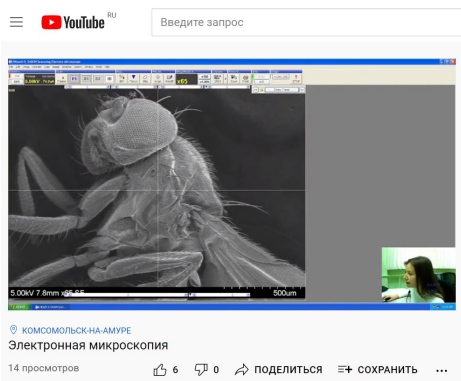 YouTube RU
Введите запрос
x65
5.00kV 7.8mm x65 SE
500um
КОМСОМОЛЬСК-НА-АМУРЕ
Электронная микроскопия
14 просмотров
6
0
ПОДЕЛИТЬСЯ
СОХРАНИТЬ